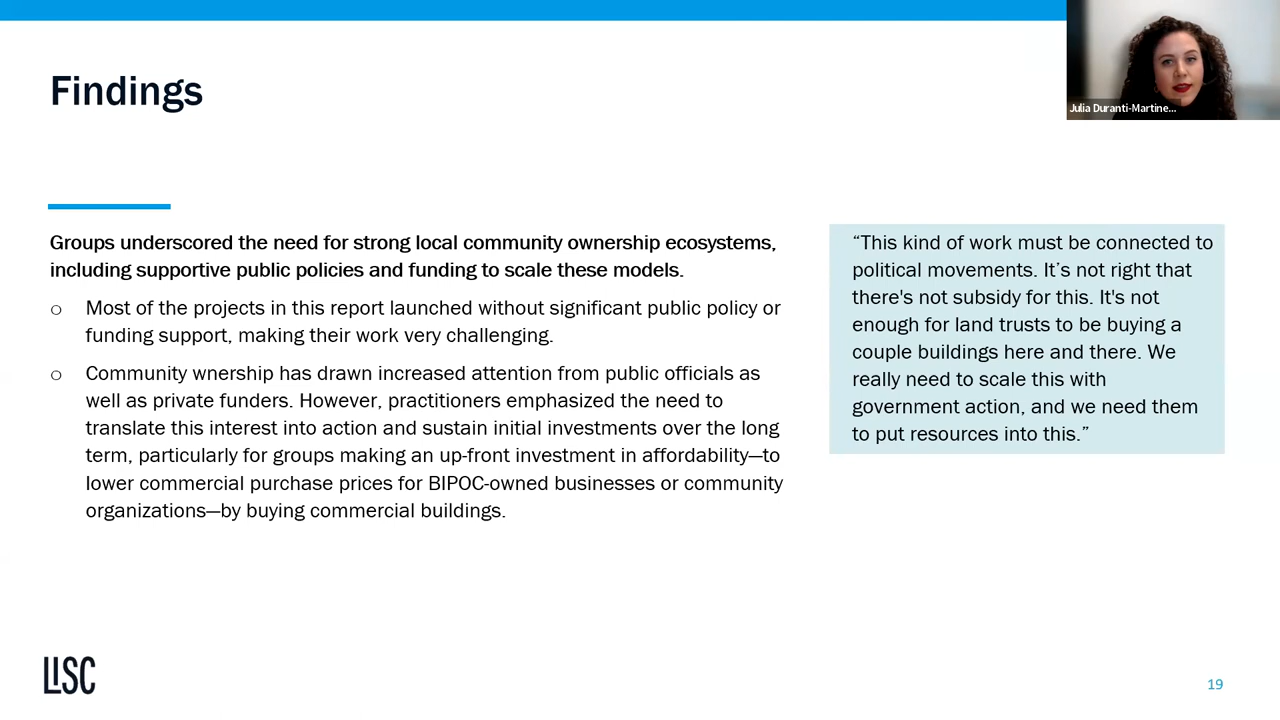 Findings
Julia Duranti-Martine...
Groups underscored the need for strong local community ownership ecosystems,
including supportive public policies and funding to scale these models.
o Most of the projects in this report launched without significant public policy or
funding support, making their work very challenging.
o Community wnership has drawn increased attention from public officials as
well as private funders. However, practitioners emphasized the need to
translate this interest into action and sustain initial investments over the long
term, particularly for groups making an up-front investment in affordability—to
lower commercial purchase prices for BIPOC-owned businesses or community
organizations—by buying commercial buildings.
“This kind of work must be connected to
political movements. It’s not right that
there's not subsidy for this. It's not
enough for land trusts to be buying a
couple buildings here and there. We
really need to scale this with
government action, and we need them
to put resources into this.”
LISC
19